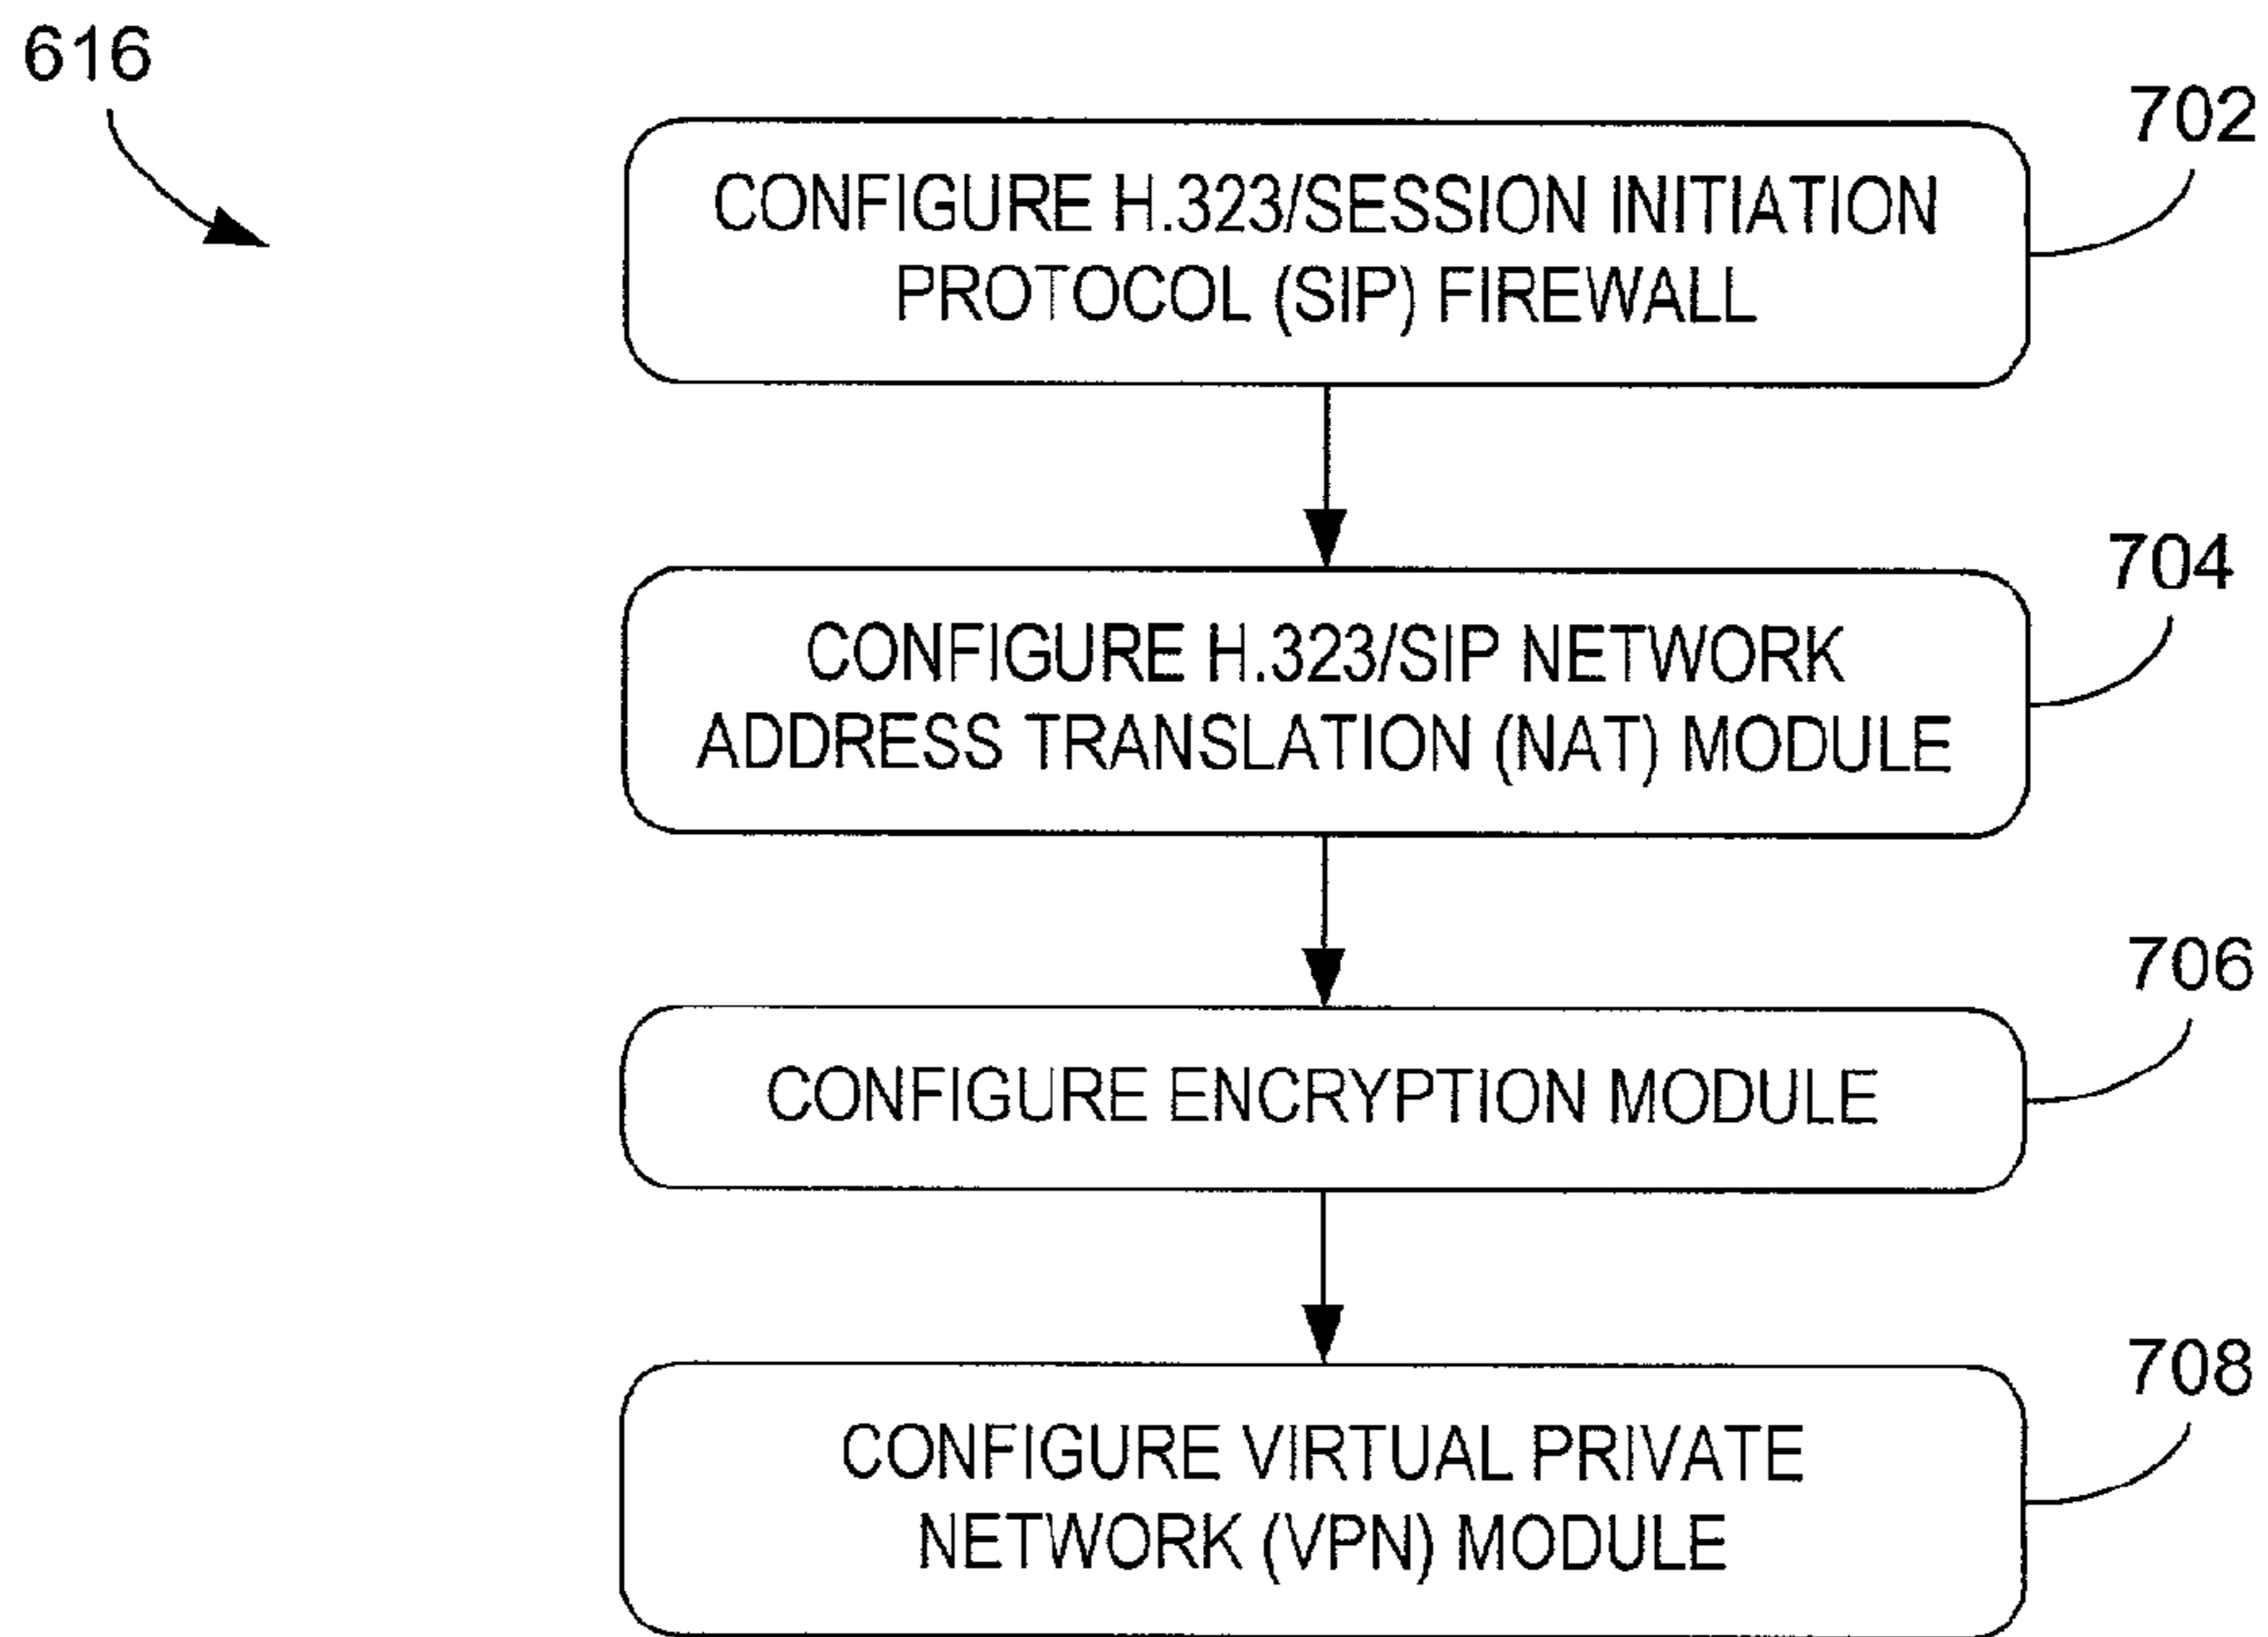 616
702
CONFIGURE H.323/SESSION INITIATION
PROTOCOL (SIP) FIREWALL
704
CONFIGURE H.323/SIP NETWORK
ADDRESS TRANSLATION (NAT) MODULE
706
CONFIGURE ENCRYPTION MODULE
708
CONFIGURE VIRTUAL PRIVATE
NETWORK (VPN) MODULE